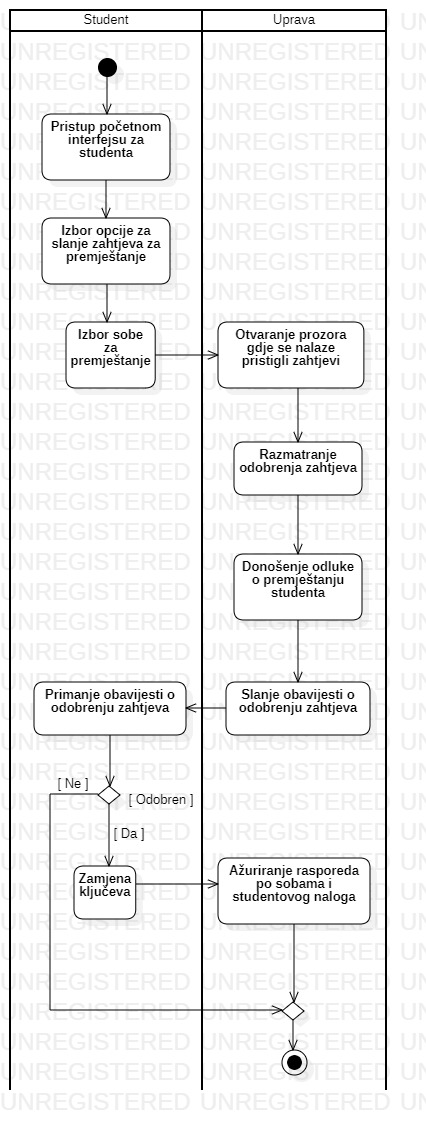 Student
Uprava
Pristup početnom
interfejsu za
studenta
Izbor opcije za
slanje zahtjeva za
premještanje
Izbor sobe
za
premještanje
Otvaranje prozora
gdje se nalaze
pristigli zahtjevi
Razmatranje
odobrenja zahtjeva
Donošenje odluke
o premještanju
studenta
Slanje obavijesti o
odobrenju zahtjeva
Primanje obavijesti o
odobrenju zahtjeva
[ Ne ]
[ Odobren ]
[ Da ]
Zamjena
ključeva
Ažuriranje rasporeda
po sobama i
studentovog naloga
UNREGISTERED